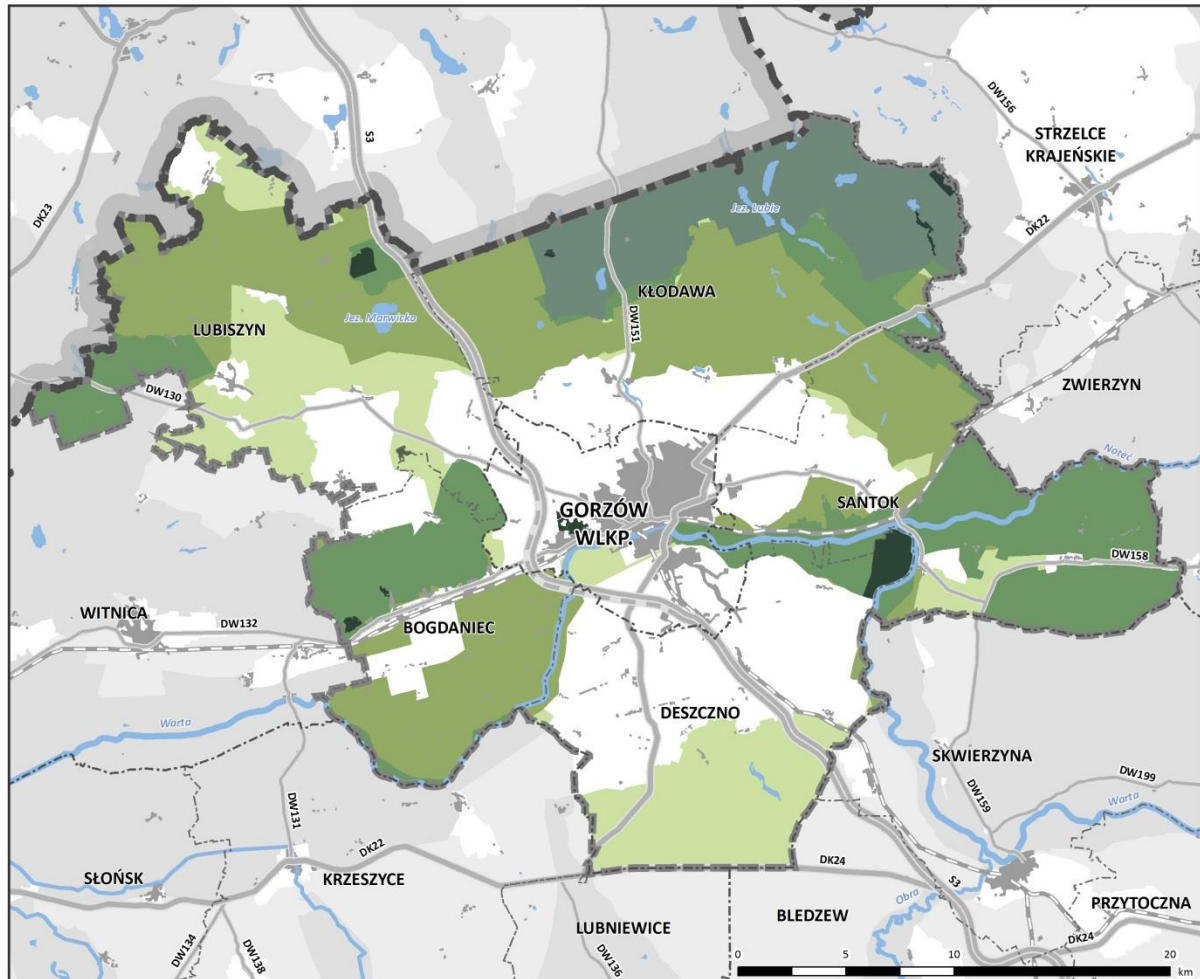 DW156
STRZELCE
KRAJEŃSKIE
S3
DK23
DK22
Jez. Lubie
KŁODAWA
LUBISZYN
Jez. Marwicko
DW151
ZWIERZYN
DW130
Noteć
GORZÓW
WLKP.
SANTOK
DW158
WITNICA
DW132
BOGDANIEC
DESZCZNO
Warta
SKWIERZYNA
DW199
DW159
Warta
DW131
DK22
SŁOŃSK
KRZESZYCE
DK24
S3
Obra
PRZYTOCZNA
BLEDZEW
LUBNIEWICE
DW134
DW138
DW136
DK24
0 5 10 20
km